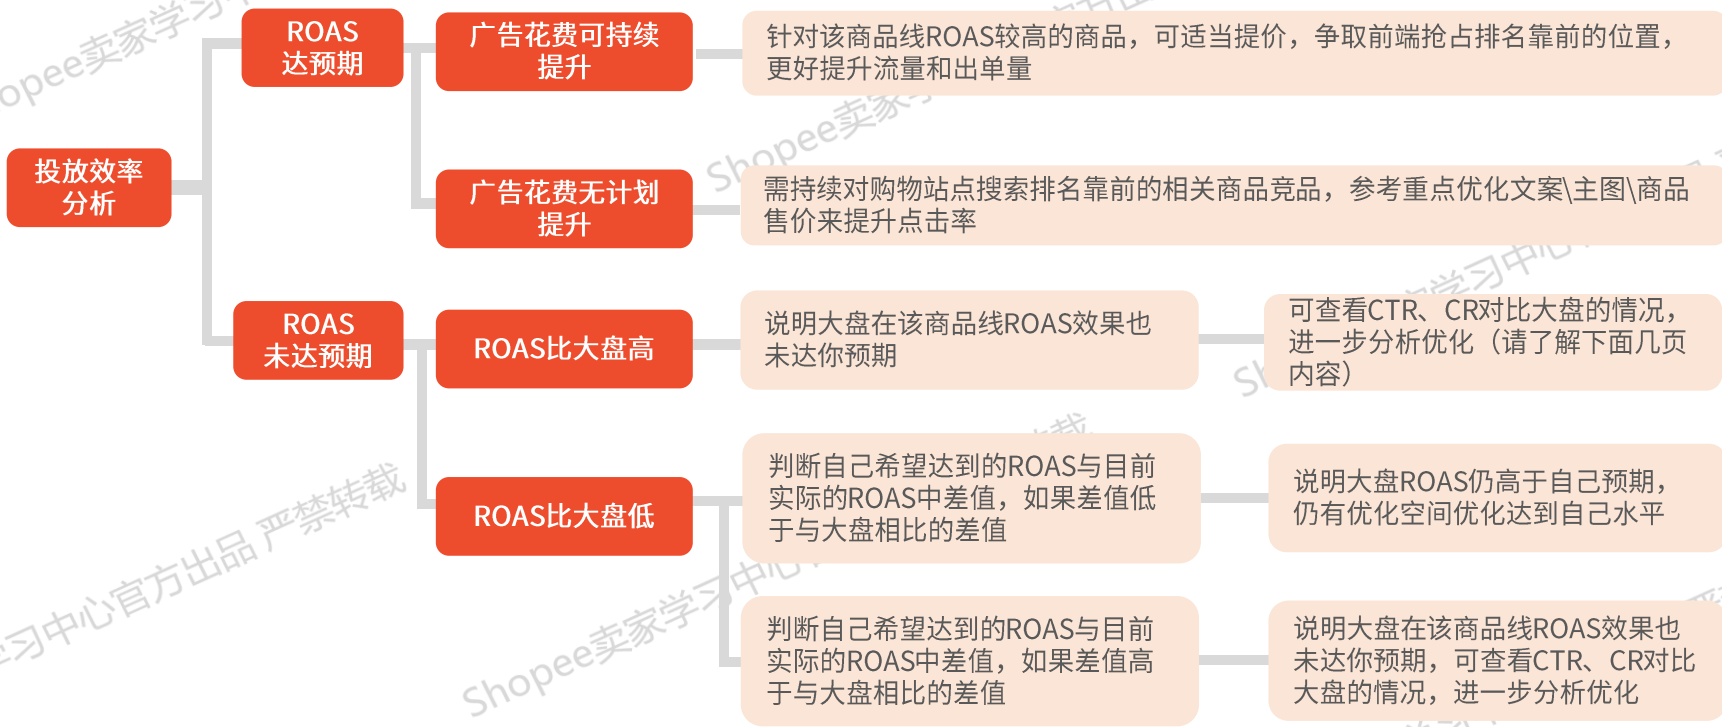 投放效率
分析
ROAS
达预期
广告花费可持续
提升
针对该商品线ROAS较高的商品，可适当提价，争取前端抢占排名靠前的位置，
更好提升流量和出单量
广告花费无计划
提升
需持续对购物站点搜索排名靠前的相关商品竞品，参考重点优化文案\主图\商品
售价来提升点击率
ROAS
未达预期
ROAS比大盘高
说明大盘在该商品线ROAS效果也
未达你预期
可查看CTR、CR对比大盘的情况，
进一步分析优化（请了解下面几页
内容）
ROAS比大盘低
判断自己希望达到的ROAS与目前
实际的ROAS中差值，如果差值低
于与大盘相比的差值
说明大盘ROAS仍高于自己预期，
仍有优化空间优化达到自己水平
判断自己希望达到的ROAS与目前
实际的ROAS中差值，如果差值高
于与大盘相比的差值
说明大盘在该商品线ROAS效果也
未达你预期，可查看CTR、CR对比
大盘的情况，进一步分析优化
Shopee卖家学习中心
学习中心官方出品 严禁转载
Shopee卖家学习中心